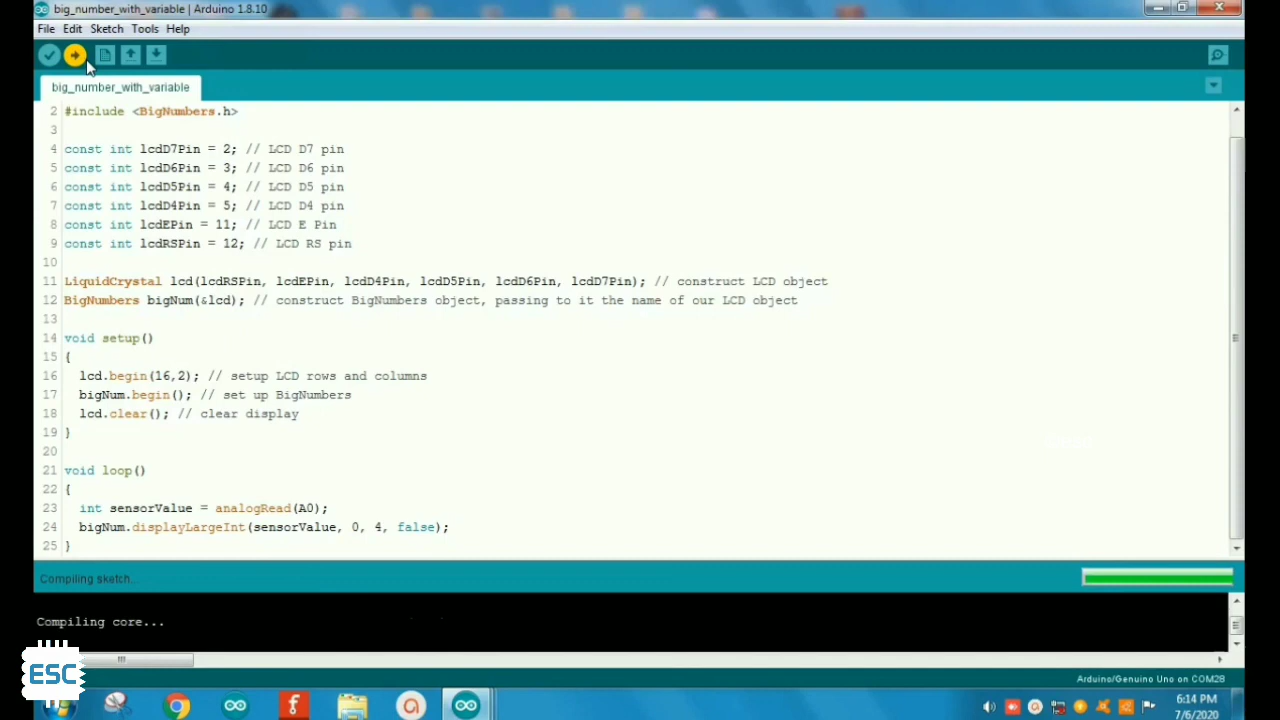 big_number_with_variable | Arduino 1.8.10
File Edit Sketch Tools Help
big_number_with_variable
2 #include <BigNumbers.h>
3
4 const int lcdD7Pin = 2; // LCD D7 pin
5 const int lcdD6Pin = 3; // LCD D6 pin
6 const int lcdD5Pin = 4; // LCD D5 pin
7 const int lcdD4Pin = 5; // LCD D4 pin
8 const int lcdEPin = 11; // LCD E Pin
9 const int lcdRSPin = 12; // LCD RS pin
10
11 LiquidCrystal lcd(lcdRSPin, lcdEPin, lcdD4Pin, lcdD5Pin, lcdD6Pin, lcdD7Pin); // construct LCD object
12 BigNumbers bigNum(&lcd); // construct BigNumbers object, passing to it the name of our LCD object
13
14 void setup()
15 {
16 lcd.begin(16,2); // setup LCD rows and columns
17 bigNum.begin(); // set up BigNumbers
18 lcd.clear(); // clear display
19 }
20
21 void loop()
22 {
23 int sensorValue = analogRead(A0);
24 bigNum.displayLargeInt(sensorValue, 0, 4, false);
25 }
Compiling sketch...
Compiling core...
ESC
Arduino/Genuino Uno on COM28
6:14 PM
7/6/2020